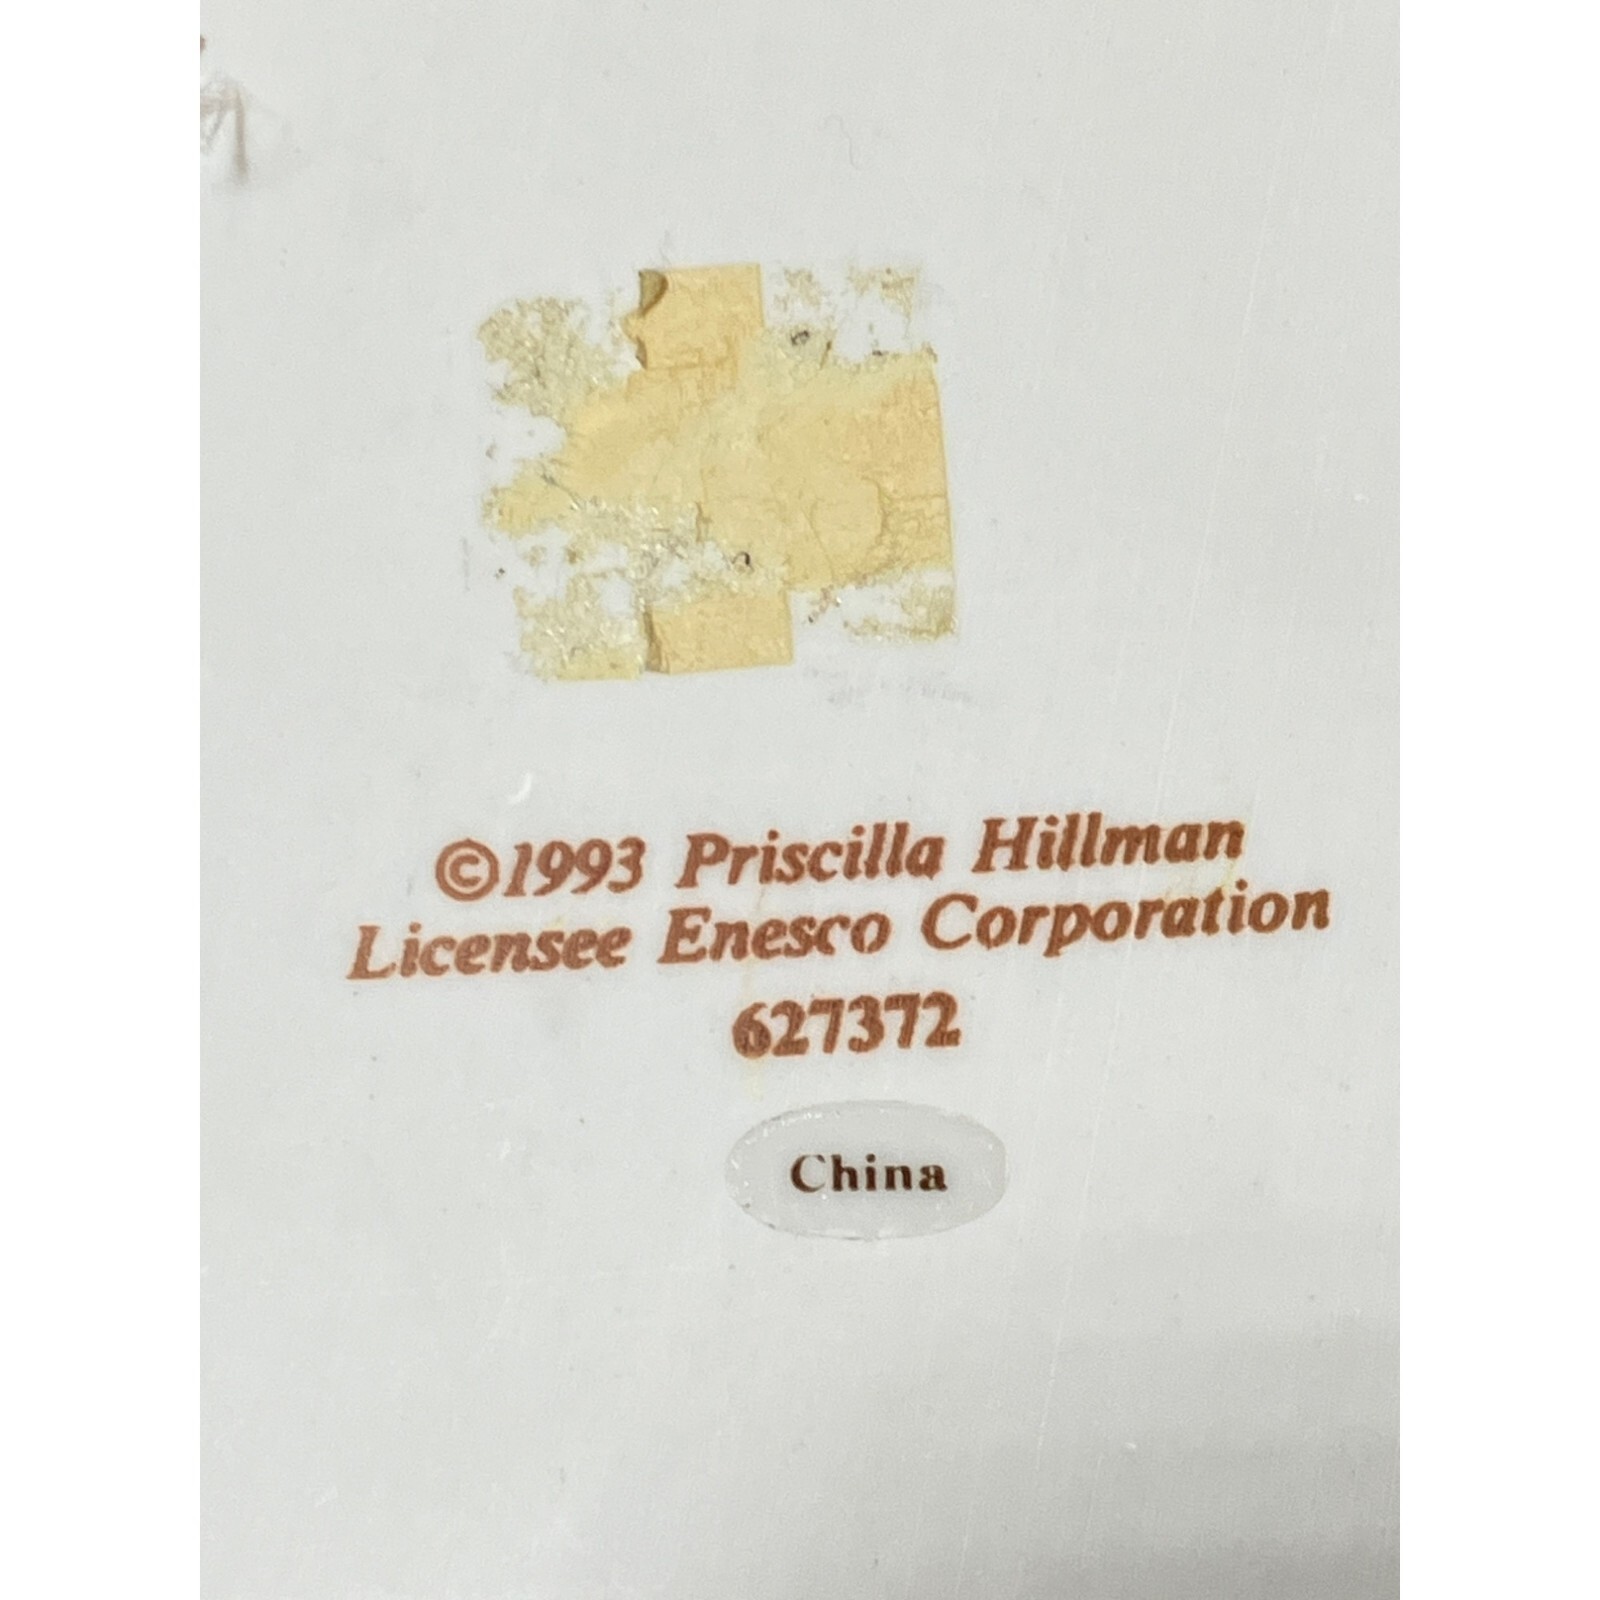 ©1993 Priscilla Hillman
Licensee Enesco Corporation
627372
China